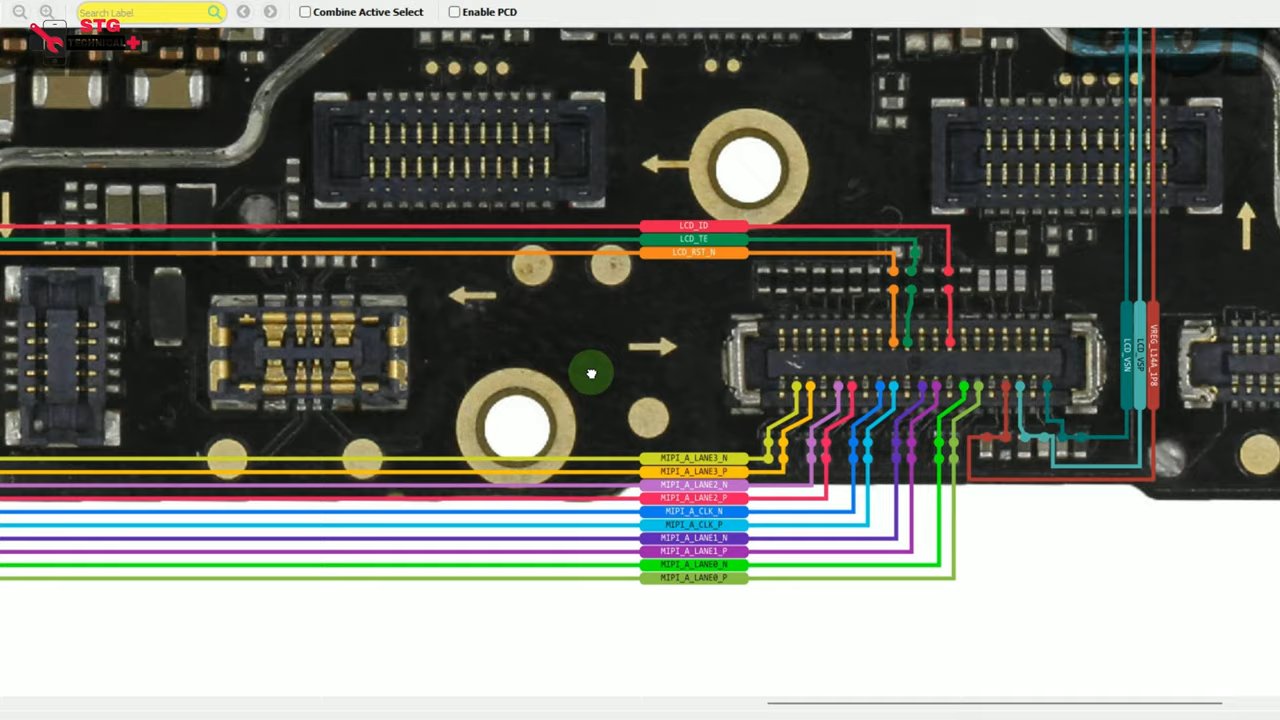 Search Label
Combine Active Select
Enable PCD
STG
TECHNICAL
LCD_ID
LCD_TE
LCD_RST_N
LCD_VSN
LCD_VSP
VREG_L14A_1P8
MIPI_A_LANE3_N
MIPI_A_LANE3_P
MIPI_A_LANE2_N
MIPI_A_LANE2_P
MIPI_A_CLK_N
MIPI_A_CLK_P
MIPI_A_LANE1_N
MIPI_A_LANE1_P
MIPI_A_LANE0_N
MIPI_A_LANE0_P